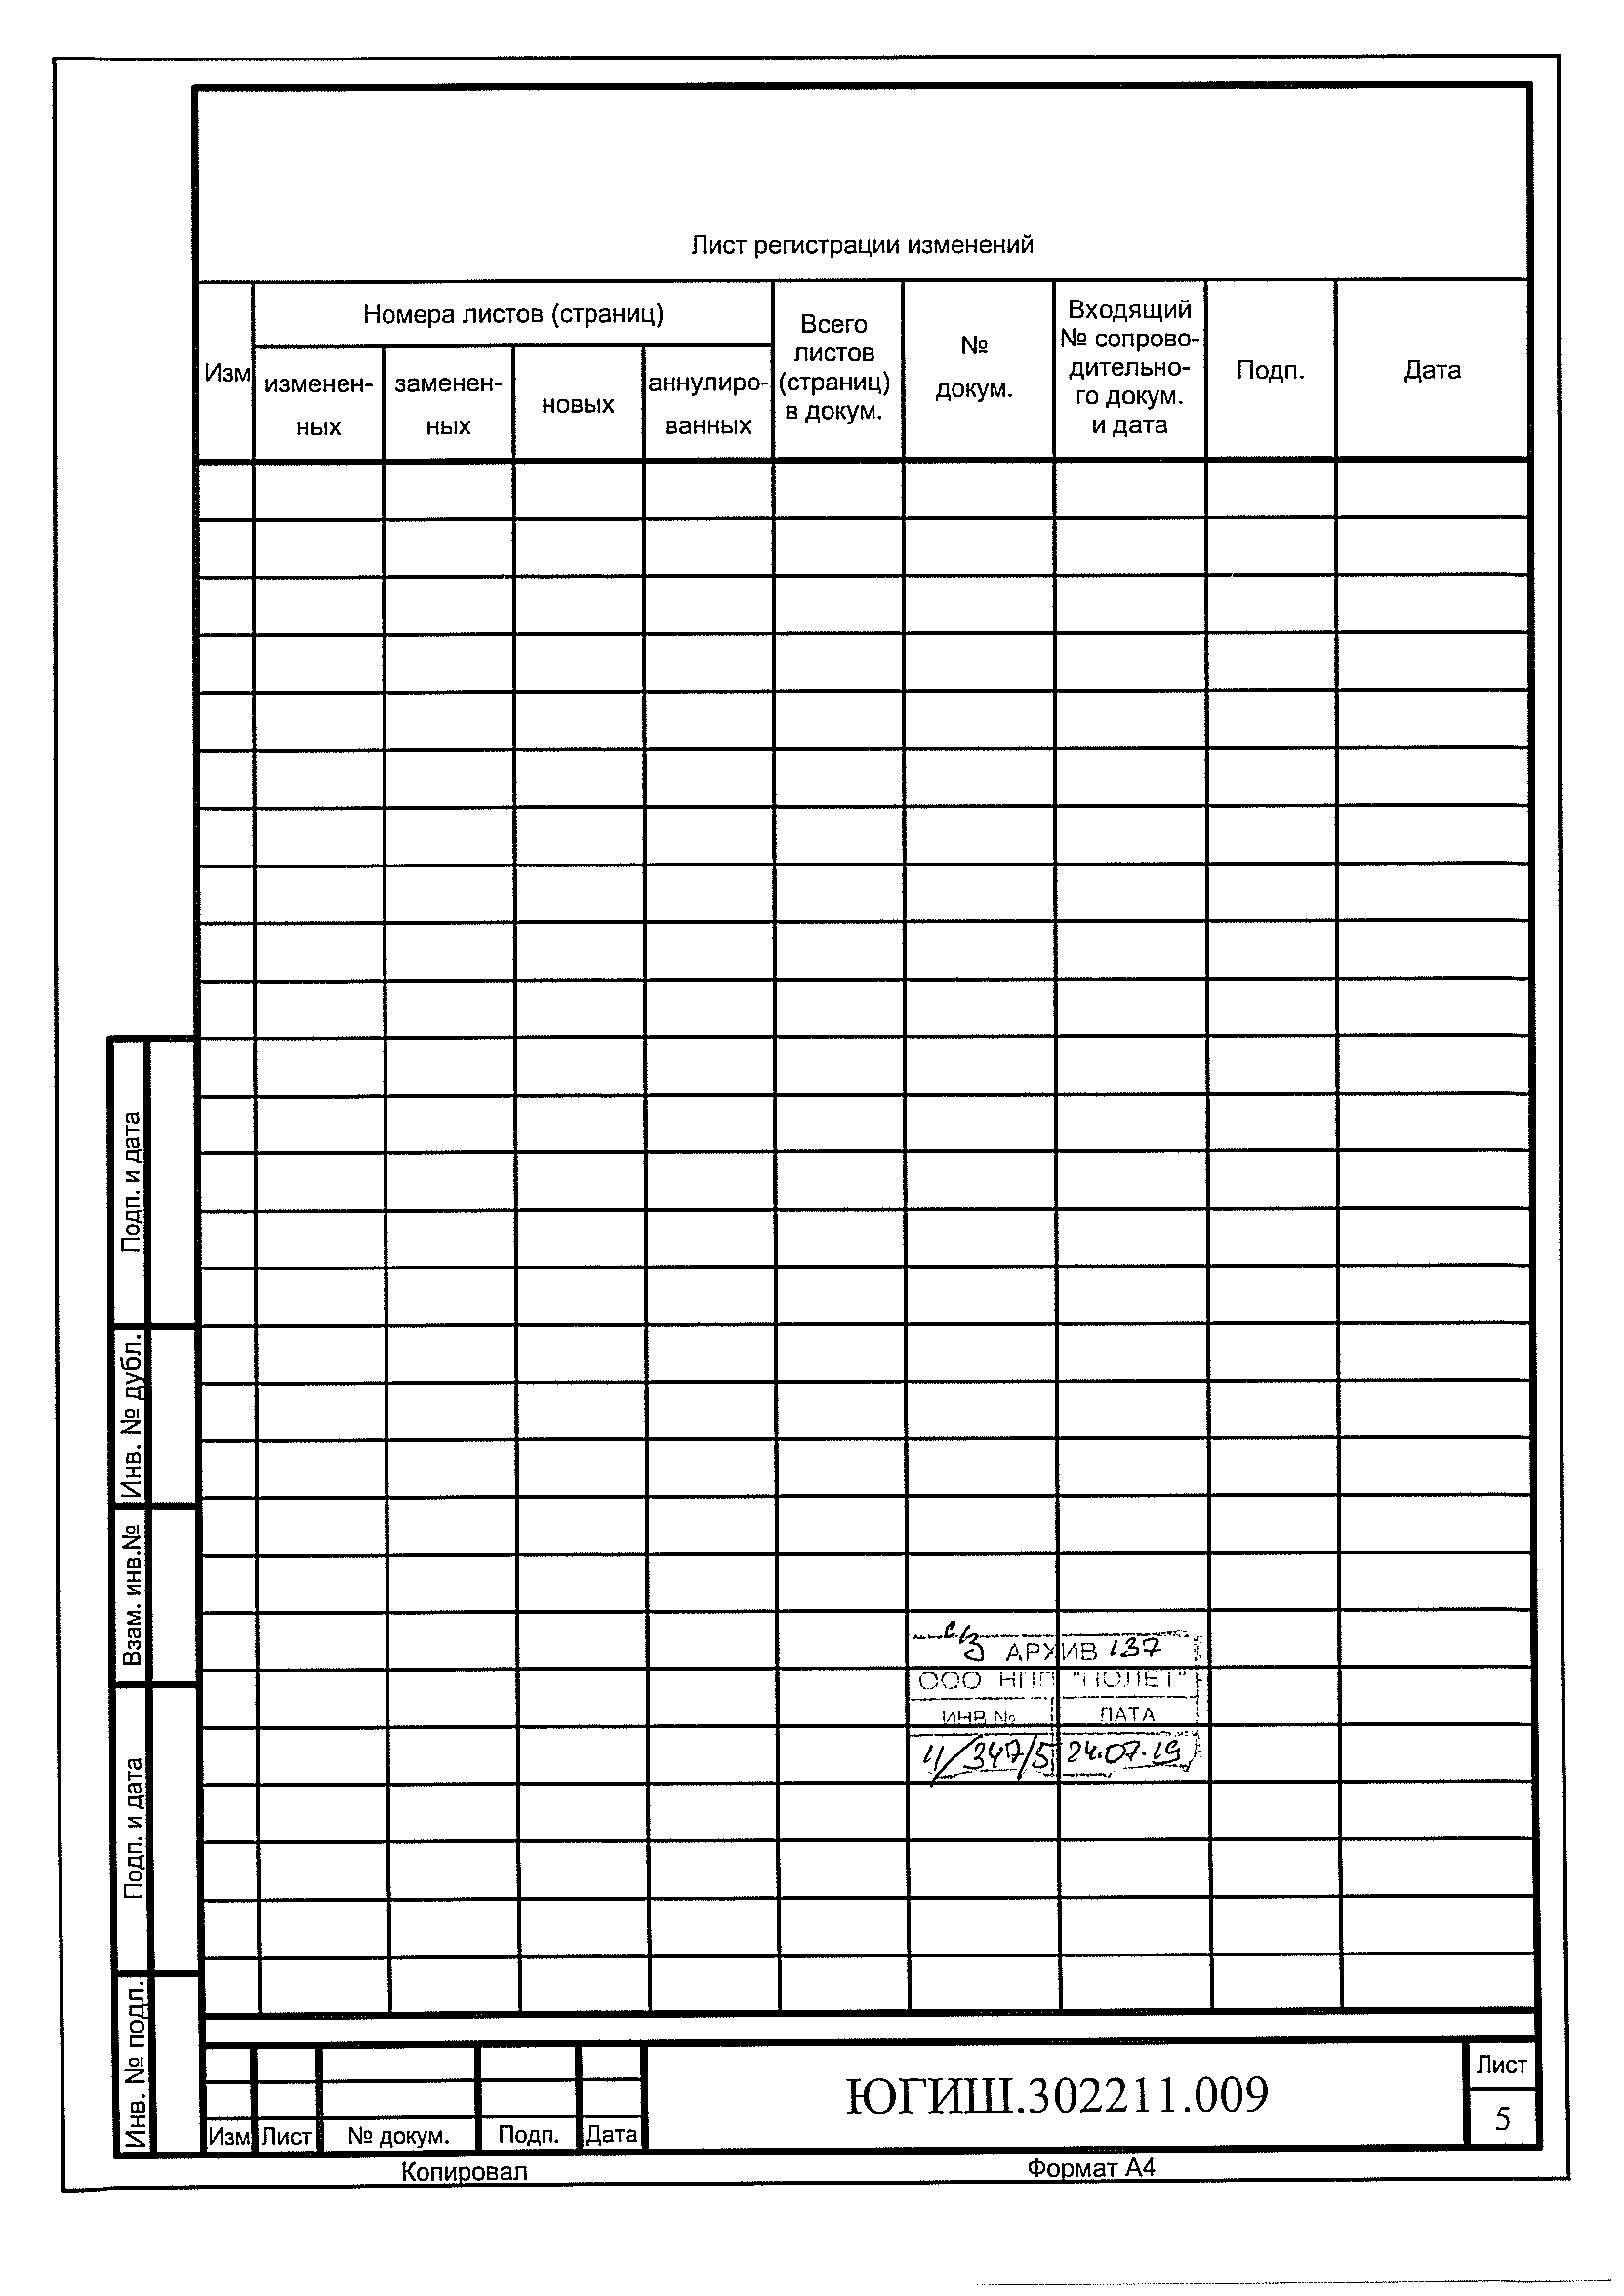 Лист регистрации изменений
Изм
Номера листов (страниц)
изменен-
ных
заменен-
ных
новых
аннулиро-
ванных
Всего
листов
(страниц)
в докум.
№
докум.
Входящий
№ сопрово-
дительно-
го докум.
и дата
Подп.
Дата
Подп. и дата
Инв. № дубл.
Взам. инв.№
Подп. и дата
Инв. № подл.
АРХИВ 137
ООО НПП "ПОЛЕТ"
ИНВ.№ ДАТА
24.07.19
Изм Лист № докум. Подп. Дата
ЮГИШ.302211.009
Лист
5
Копировал Формат А4